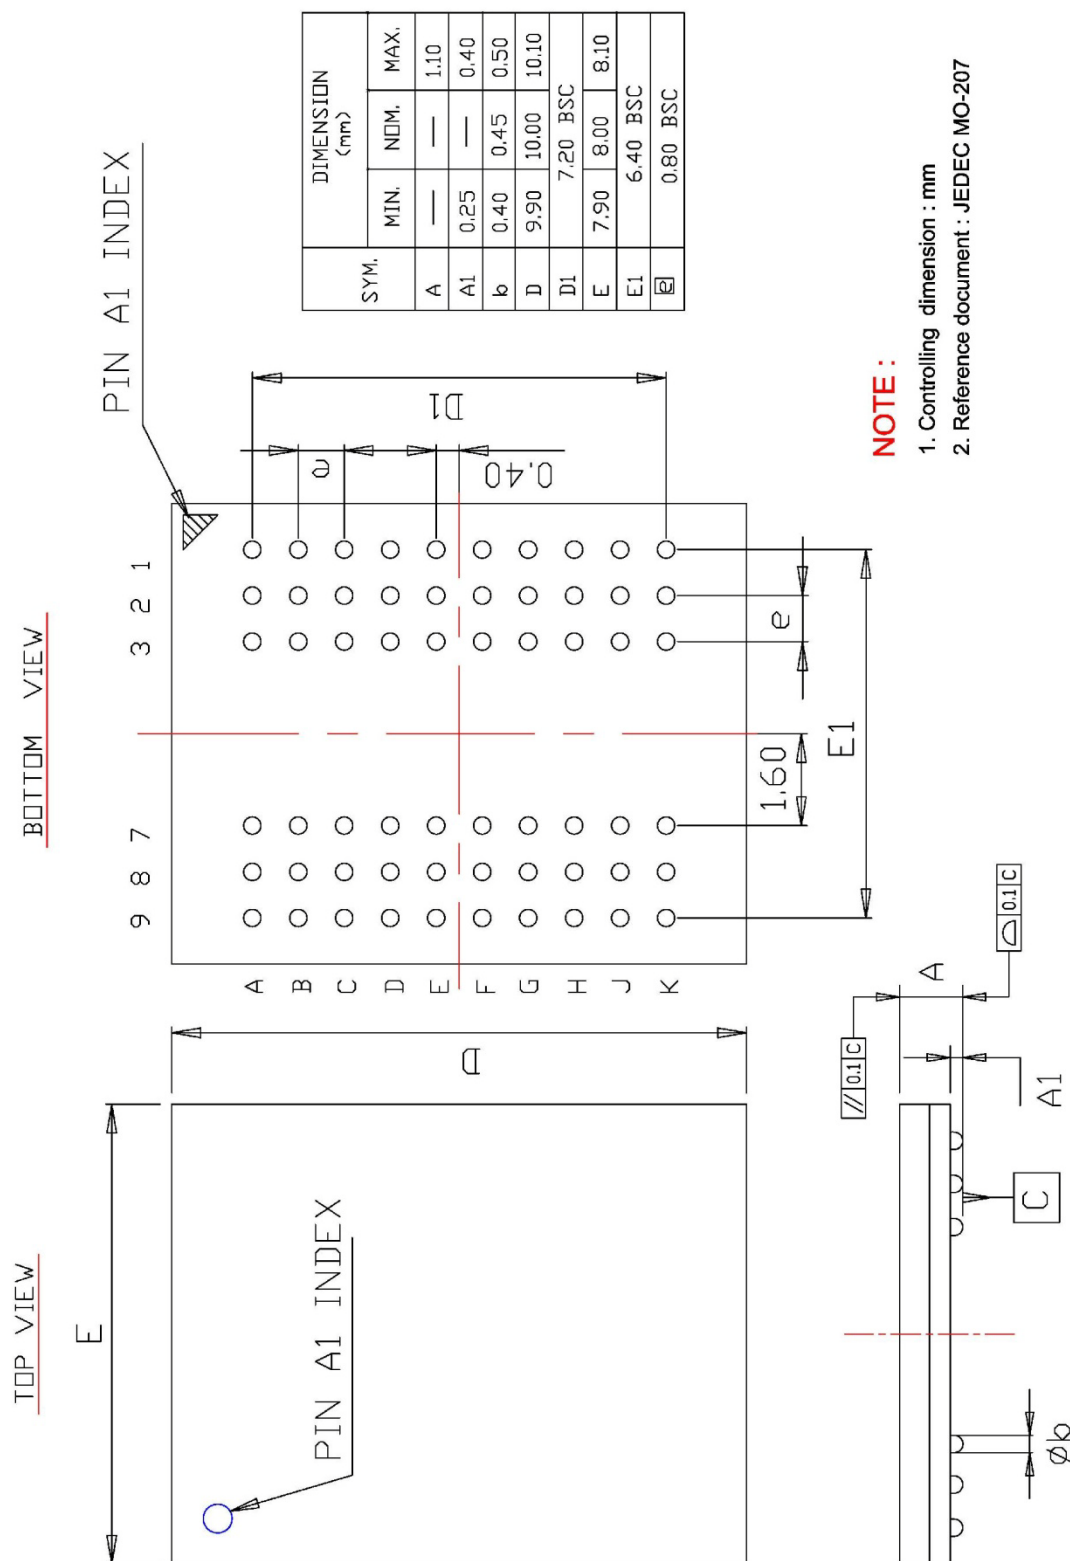 TOP VIEW
E
PIN A1 INDEX
D
BOTTOM VIEW
9 8 7 3 2 1
PIN A1 INDEX
A
B
C
D
E
F
G
H
J
K
e
D1
0.40
e
1.60
E1
SYM.
DIMENSION
(mm)
MIN. NOM. MAX.
A — — 1.10
A1 0.25 — 0.40
b 0.40 0.45 0.50
D 9.90 10.00 10.10
D1 7.20 BSC
E 7.90 8.00 8.10
E1 6.40 BSC
e 0.80 BSC
// 0.1 C
A
0.1 C
A1
C
Øb
NOTE :
1. Controlling dimension : mm
2. Reference document : JEDEC MO-207